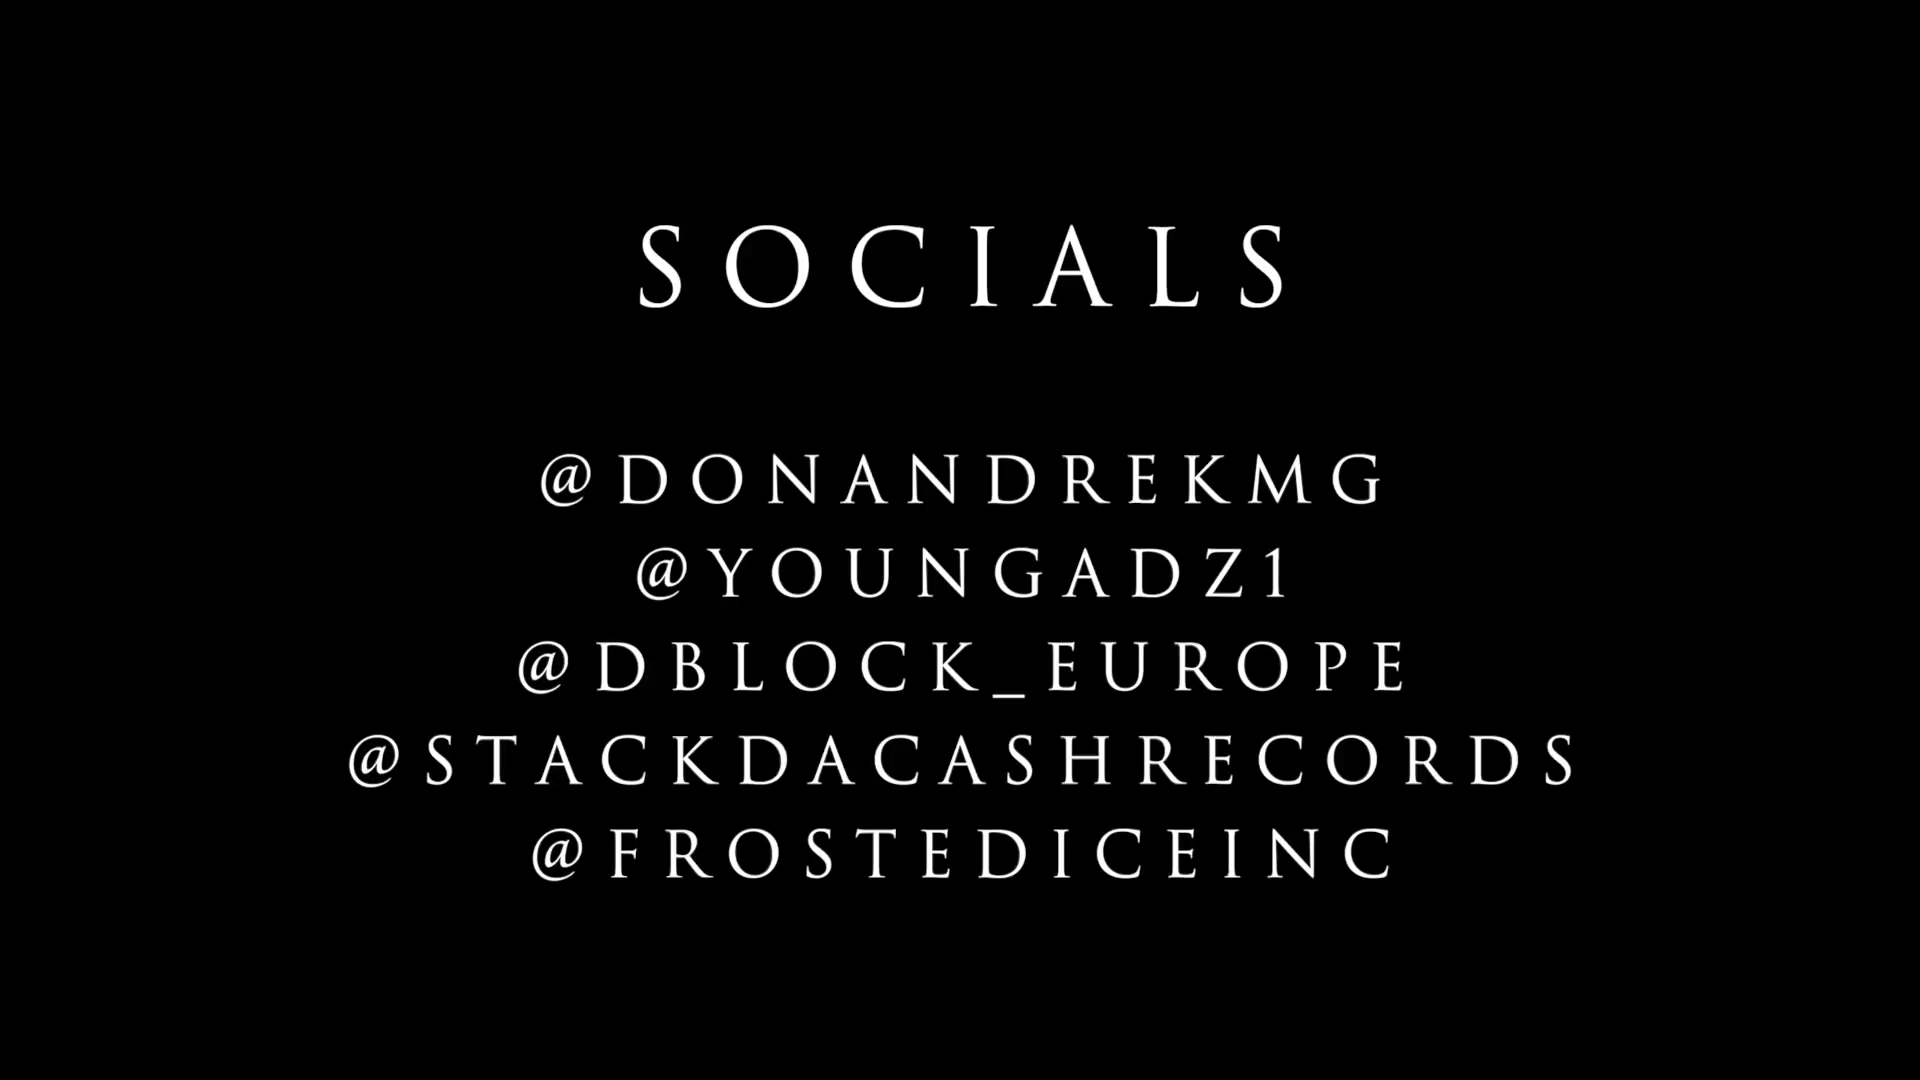 SOCIALS
@DONANDREKMG
@YOUNGADZ1
@DBLOCK_EUROPE
@STACKDACASHRECORDS
@FROSTEDICEINC